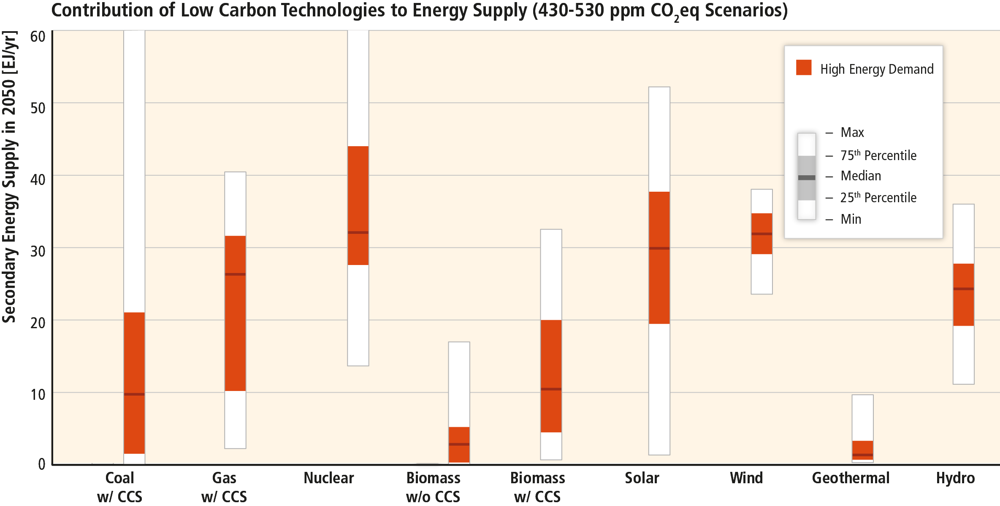 Contribution of Low Carbon Technologies to Energy Supply (430-530 ppm CO₂eq Scenarios)
Secondary Energy Supply in 2050 [EJ/yr]
60
50
40
30
20
10
0
High Energy Demand
– Max
– 75th Percentile
– Median
– 25th Percentile
– Min
Coal
w/ CCS
Gas
w/ CCS
Nuclear
Biomass
w/o CCS
Biomass
w/ CCS
Solar
Wind
Geothermal
Hydro